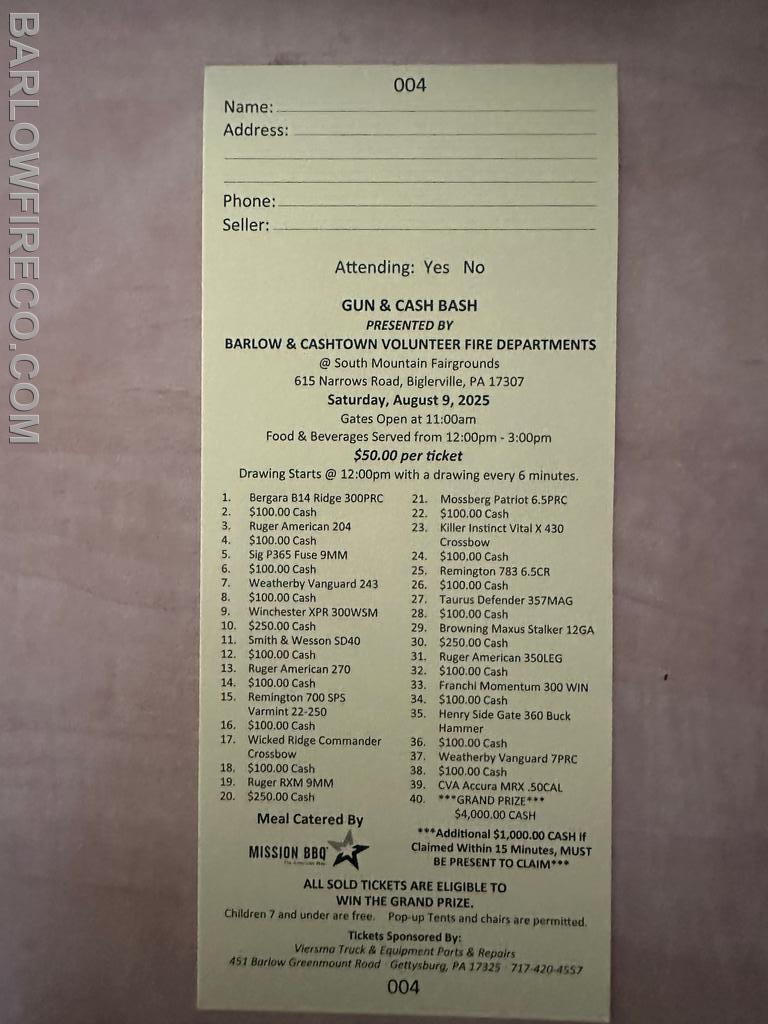 BARLOWFIRECO.COM
004
Name:
Address:
Phone:
Seller:
Attending: Yes No
GUN & CASH BASH
PRESENTED BY
BARLOW & CASHTOWN VOLUNTEER FIRE DEPARTMENTS
@ South Mountain Fairgrounds
615 Narrows Road, Biglerville, PA 17307
Saturday, August 9, 2025
Gates Open at 11:00am
Food & Beverages Served from 12:00pm - 3:00pm
$50.00 per ticket
Drawing Starts @ 12:00pm with a drawing every 6 minutes.
1. Bergara B14 Ridge 300PRC
2. $100.00 Cash
3. Ruger American 204
4. $100.00 Cash
5. Sig P365 Fuse 9MM
6. $100.00 Cash
7. Weatherby Vanguard 243
8. $100.00 Cash
9. Winchester XPR 300WSM
10. $250.00 Cash
11. Smith & Wesson SD40
12. $100.00 Cash
13. Ruger American 270
14. $100.00 Cash
15. Remington 700 SPS
Varmint 22-250
16. $100.00 Cash
17. Wicked Ridge Commander
Crossbow
18. $100.00 Cash
19. Ruger RXM 9MM
20. $250.00 Cash
21. Mossberg Patriot 6.5PRC
22. $100.00 Cash
23. Killer Instinct Vital X 430
Crossbow
24. $100.00 Cash
25. Remington 783 6.5CR
26. $100.00 Cash
27. Taurus Defender 357MAG
28. $100.00 Cash
29. Browning Maxus Stalker 12GA
30. $250.00 Cash
31. Ruger American 350LEG
32. $100.00 Cash
33. Franchi Momentum 300 WIN
34. $100.00 Cash
35. Henry Side Gate 360 Buck
Hammer
36. $100.00 Cash
37. Weatherby Vanguard 7PRC
38. $100.00 Cash
39. CVA Accura MRX .50CAL
40. ***GRAND PRIZE***
$4,000.00 CASH
Meal Catered By
MISSION BBQ
The American Way
***Additional $1,000.00 CASH If
Claimed Within 15 Minutes, MUST
BE PRESENT TO CLAIM***
ALL SOLD TICKETS ARE ELIGIBLE TO
WIN THE GRAND PRIZE.
Children 7 and under are free. Pop-up Tents and chairs are permitted.
Tickets Sponsored By:
Viersma Truck & Equipment Parts & Repairs
451 Barlow Greenmount Road · Gettysburg, PA 17325 · 717-420-4557
004